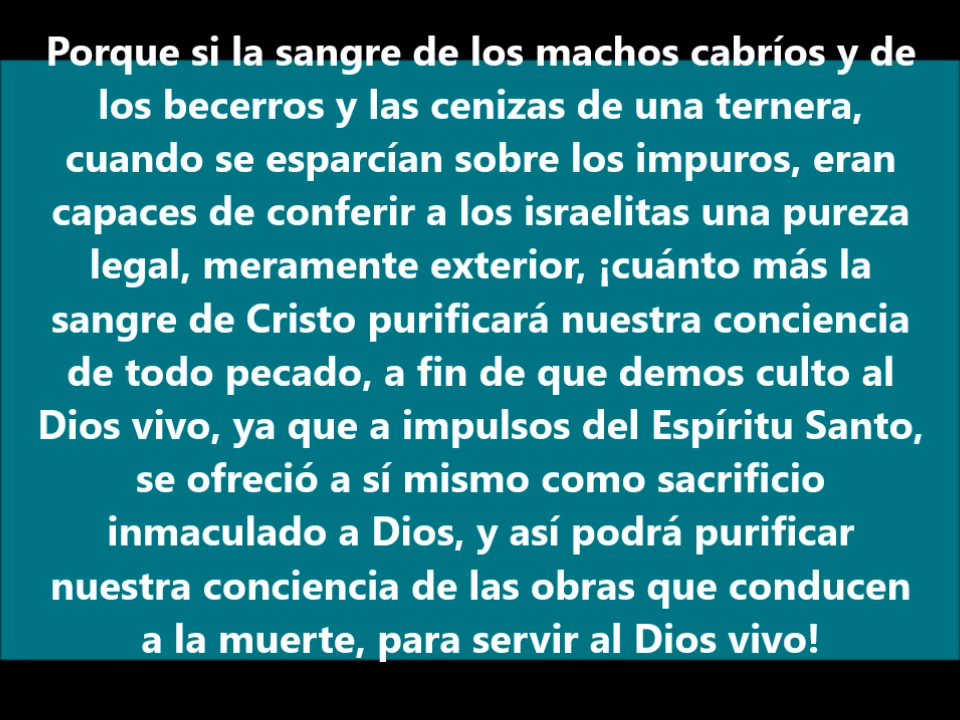 Porque si la sangre de los machos cabríos y de
los becerros y las cenizas de una ternera,
cuando se esparcían sobre los impuros, eran
capaces de conferir a los israelitas una pureza
legal, meramente exterior, ¡cuánto más la
sangre de Cristo purificará nuestra conciencia
de todo pecado, a fin de que demos culto al
Dios vivo, ya que a impulsos del Espíritu Santo,
se ofreció a sí mismo como sacrificio
inmaculado a Dios, y así podrá purificar
nuestra conciencia de las obras que conducen
a la muerte, para servir al Dios vivo!